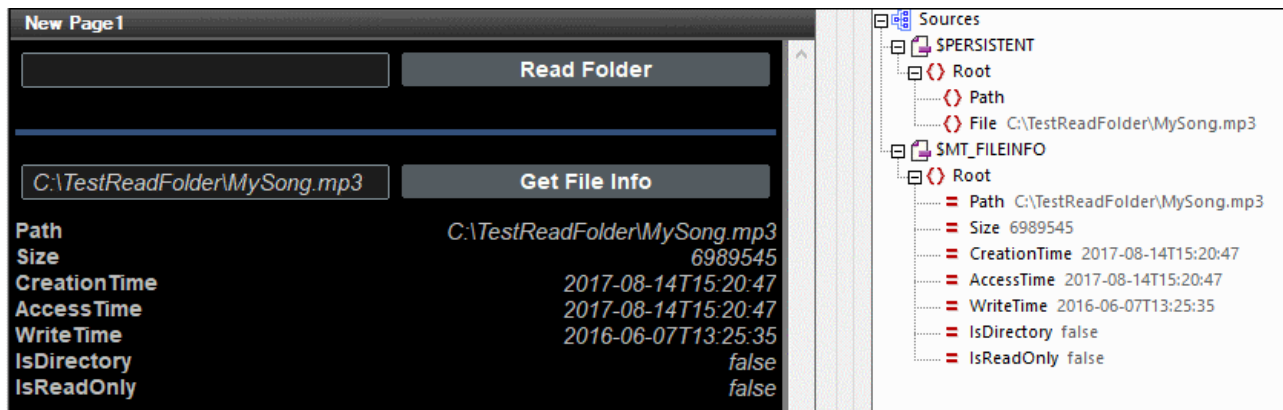 New Page1
Read Folder
C:\TestReadFolder\MySong.mp3
Get File Info
Path C:\TestReadFolder\MySong.mp3
Size 6989545
CreationTime 2017-08-14T15:20:47
AccessTime 2017-08-14T15:20:47
WriteTime 2016-06-07T13:25:35
IsDirectory false
IsReadOnly false
Sources
$PERSISTENT
{} Root
{} Path
{} File C:\TestReadFolder\MySong.mp3
$MT_FILEINFO
{} Root
= Path C:\TestReadFolder\MySong.mp3
= Size 6989545
= CreationTime 2017-08-14T15:20:47
= AccessTime 2017-08-14T15:20:47
= WriteTime 2016-06-07T13:25:35
= IsDirectory false
= IsReadOnly false